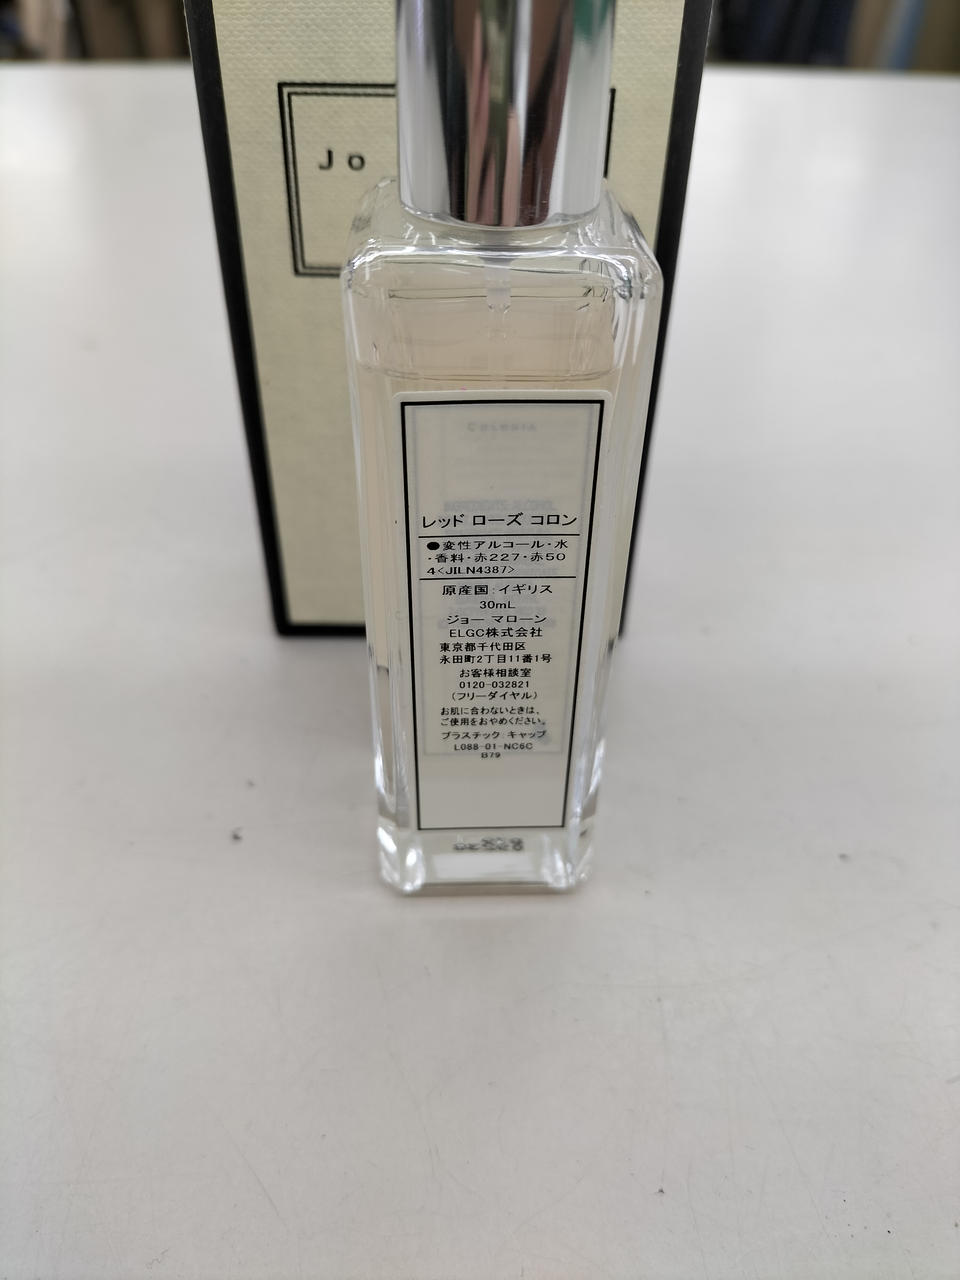 Jo
レッド ローズ コロン
●変性アルコール・水
・香料・赤227・赤50
4<JILN4387>
原産国：イギリス
30mL
ジョー マローン
ELGC株式会社
東京都千代田区
永田町2丁目11番1号
お客様相談室
0120-032821
（フリーダイヤル）
お肌に合わないときは、
ご使用をおやめください。
プラスチック：キャップ
L088-01-NC6C
B79